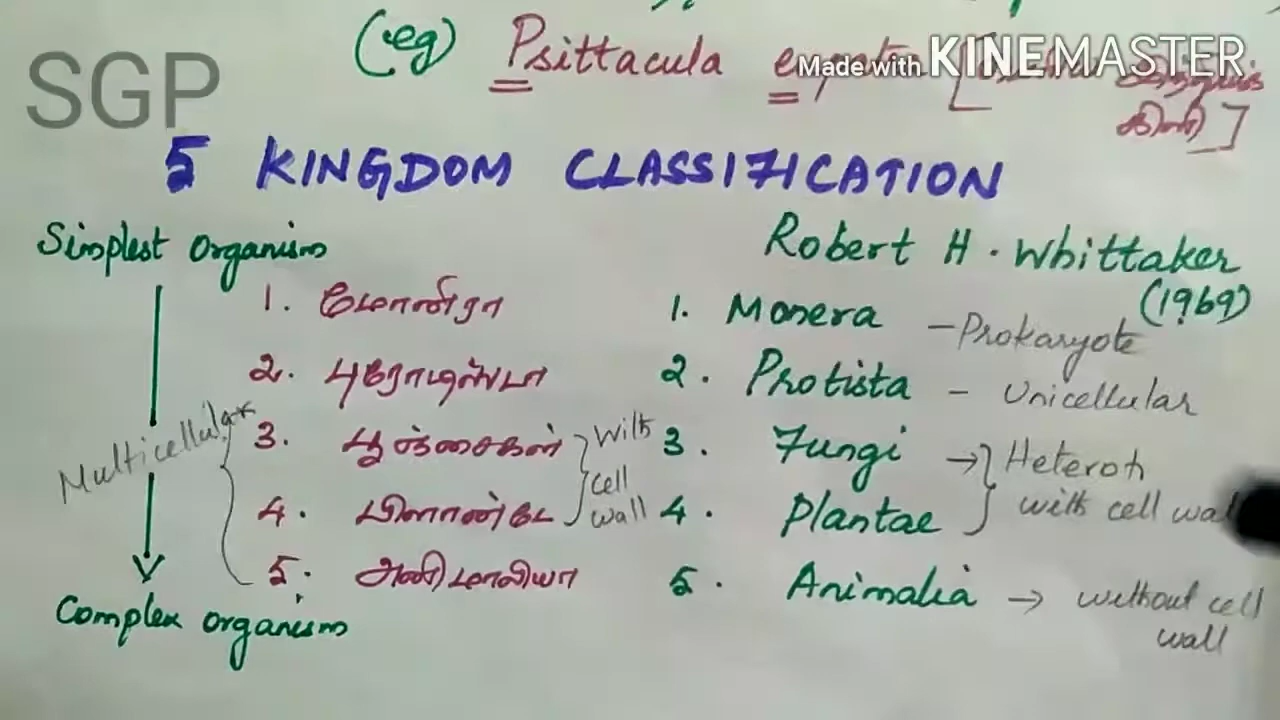 (eg) Psittacula
Made with KINEMASTER
SGP
கிளி]
5 KINGDOM CLASSIFICATION
Simplest organism
Robert H. Whittaker
(1969)
1. மோனிரா
1. Monera - Prokaryote
2. புரோடிஸ்டா
2. Protista - Unicellular
Multicellular
3. பூஞ்சைகள்
With cell wall
3. Fungi → Heterotr
4. பிளாண்டே
4. Plantae with cell wal
5. அனிமாலியா
5. Animalia → without cell
wall
Complex organism